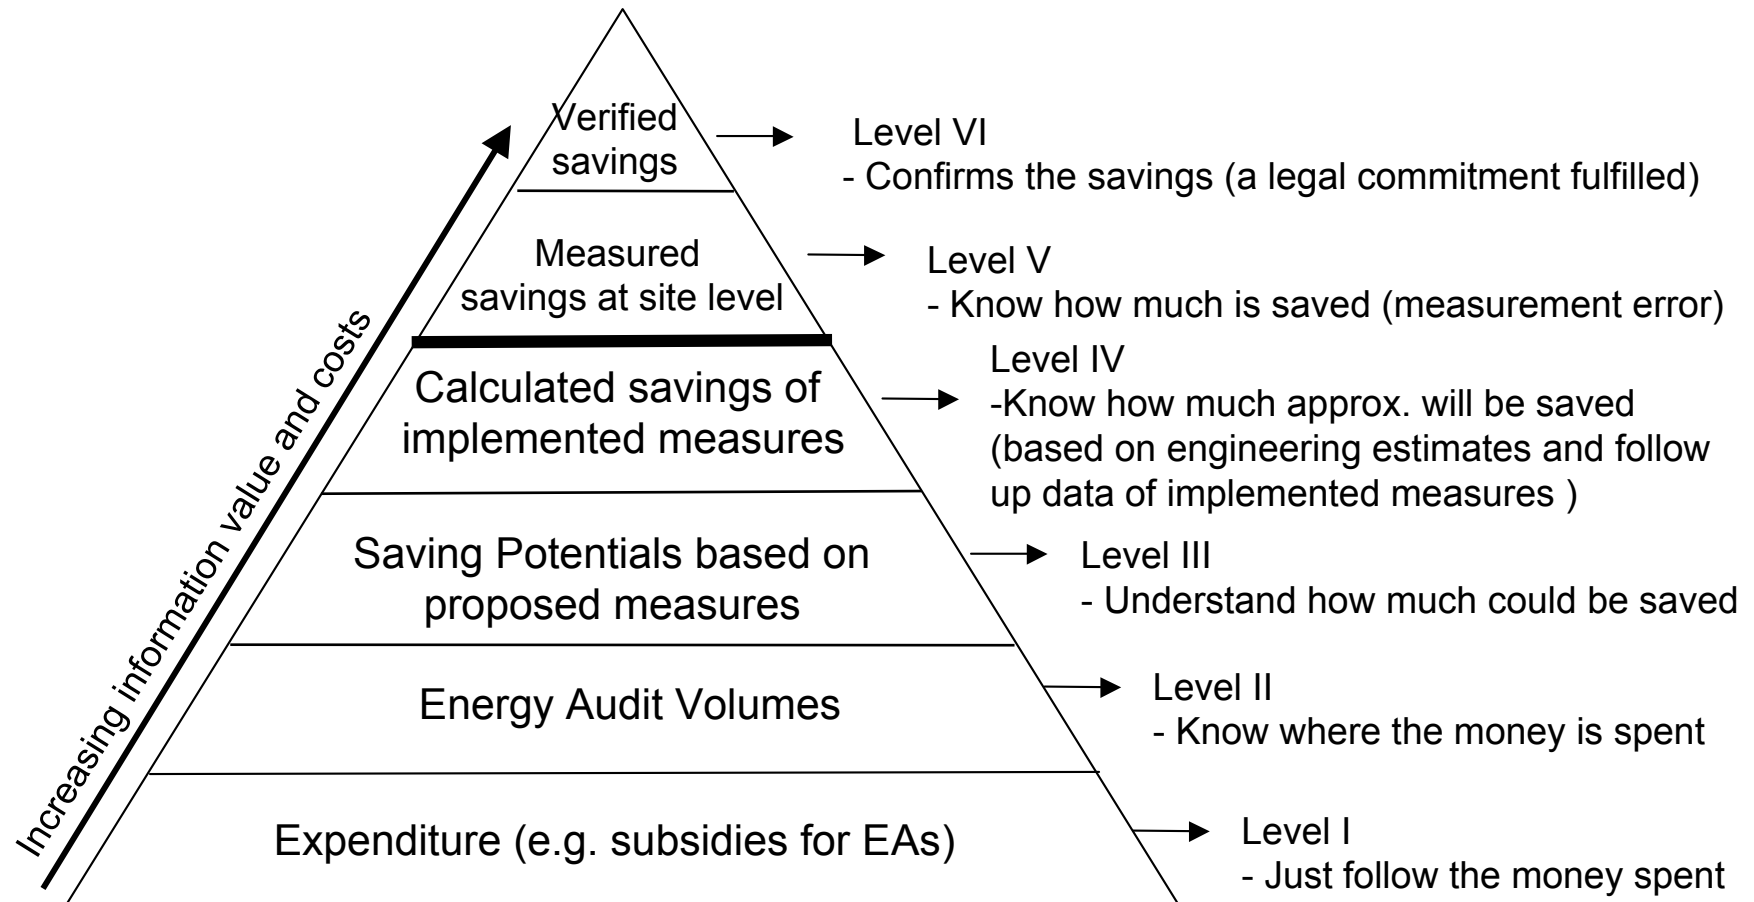 Verified
savings
Level VI
- Confirms the savings (a legal commitment fulfilled)
Measured
savings at site level
Level V
- Know how much is saved (measurement error)
Calculated savings of
implemented measures
Level IV
-Know how much approx. will be saved
(based on engineering estimates and follow
up data of implemented measures )
Saving Potentials based on
proposed measures
Level III
- Understand how much could be saved
Energy Audit Volumes
Level II
- Know where the money is spent
Expenditure (e.g. subsidies for EAs)
Level I
- Just follow the money spent
Increasing information value and costs